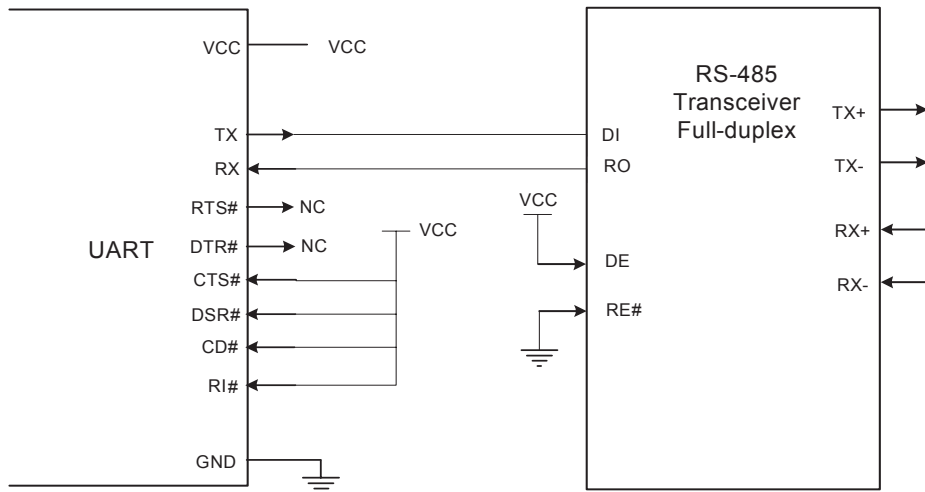 VCC
VCC
TX
RX
RTS#
NC
DTR#
NC
CTS#
DSR#
CD#
RI#
GND
UART
VCC
VCC
RS-485
Transceiver
Full-duplex
DI
RO
DE
RE#
TX+
TX-
RX+
RX-